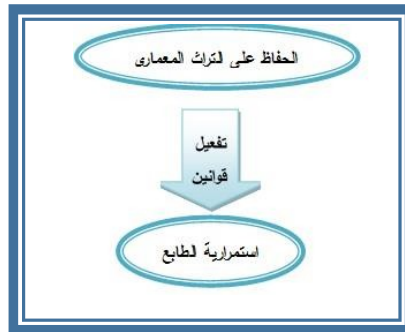 الحفاظ على التراث المعمارى
تفعيل
قوانين
استمرارية الطابع